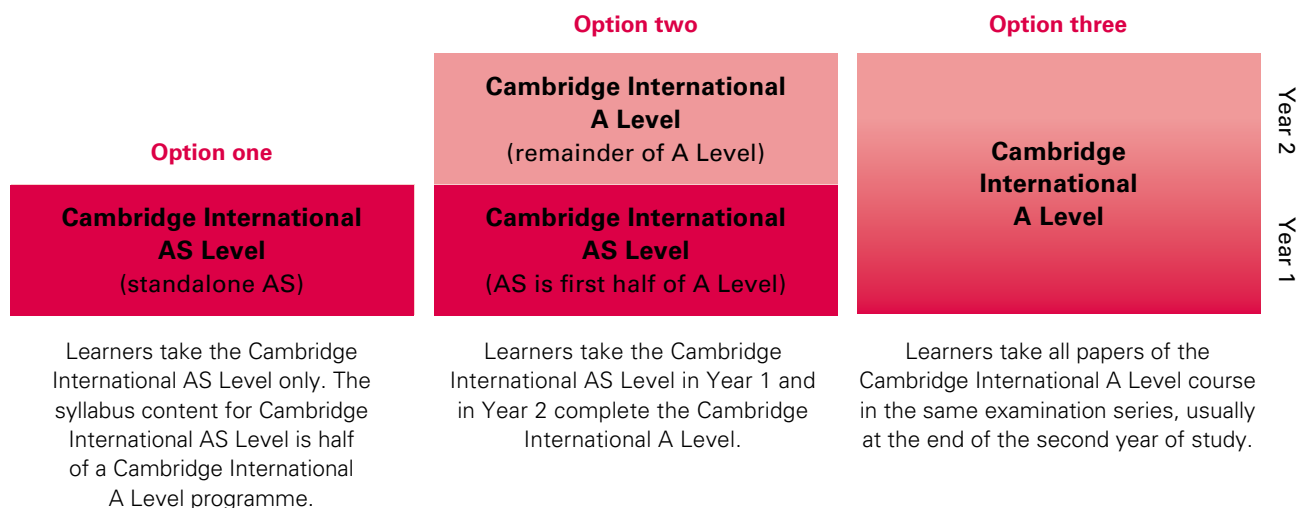 Option one
Cambridge International
AS Level
(standalone AS)
Learners take the Cambridge
International AS Level only. The
syllabus content for Cambridge
International AS Level is half
of a Cambridge International
A Level programme.
Option two
Cambridge International
A Level
(remainder of A Level)
Cambridge International
AS Level
(AS is first half of A Level)
Learners take the Cambridge
International AS Level in Year 1 and
in Year 2 complete the Cambridge
International A Level.
Option three
Cambridge
International
A Level
Learners take all papers of the
Cambridge International A Level course
in the same examination series, usually
at the end of the second year of study.
Year 2
Year 1